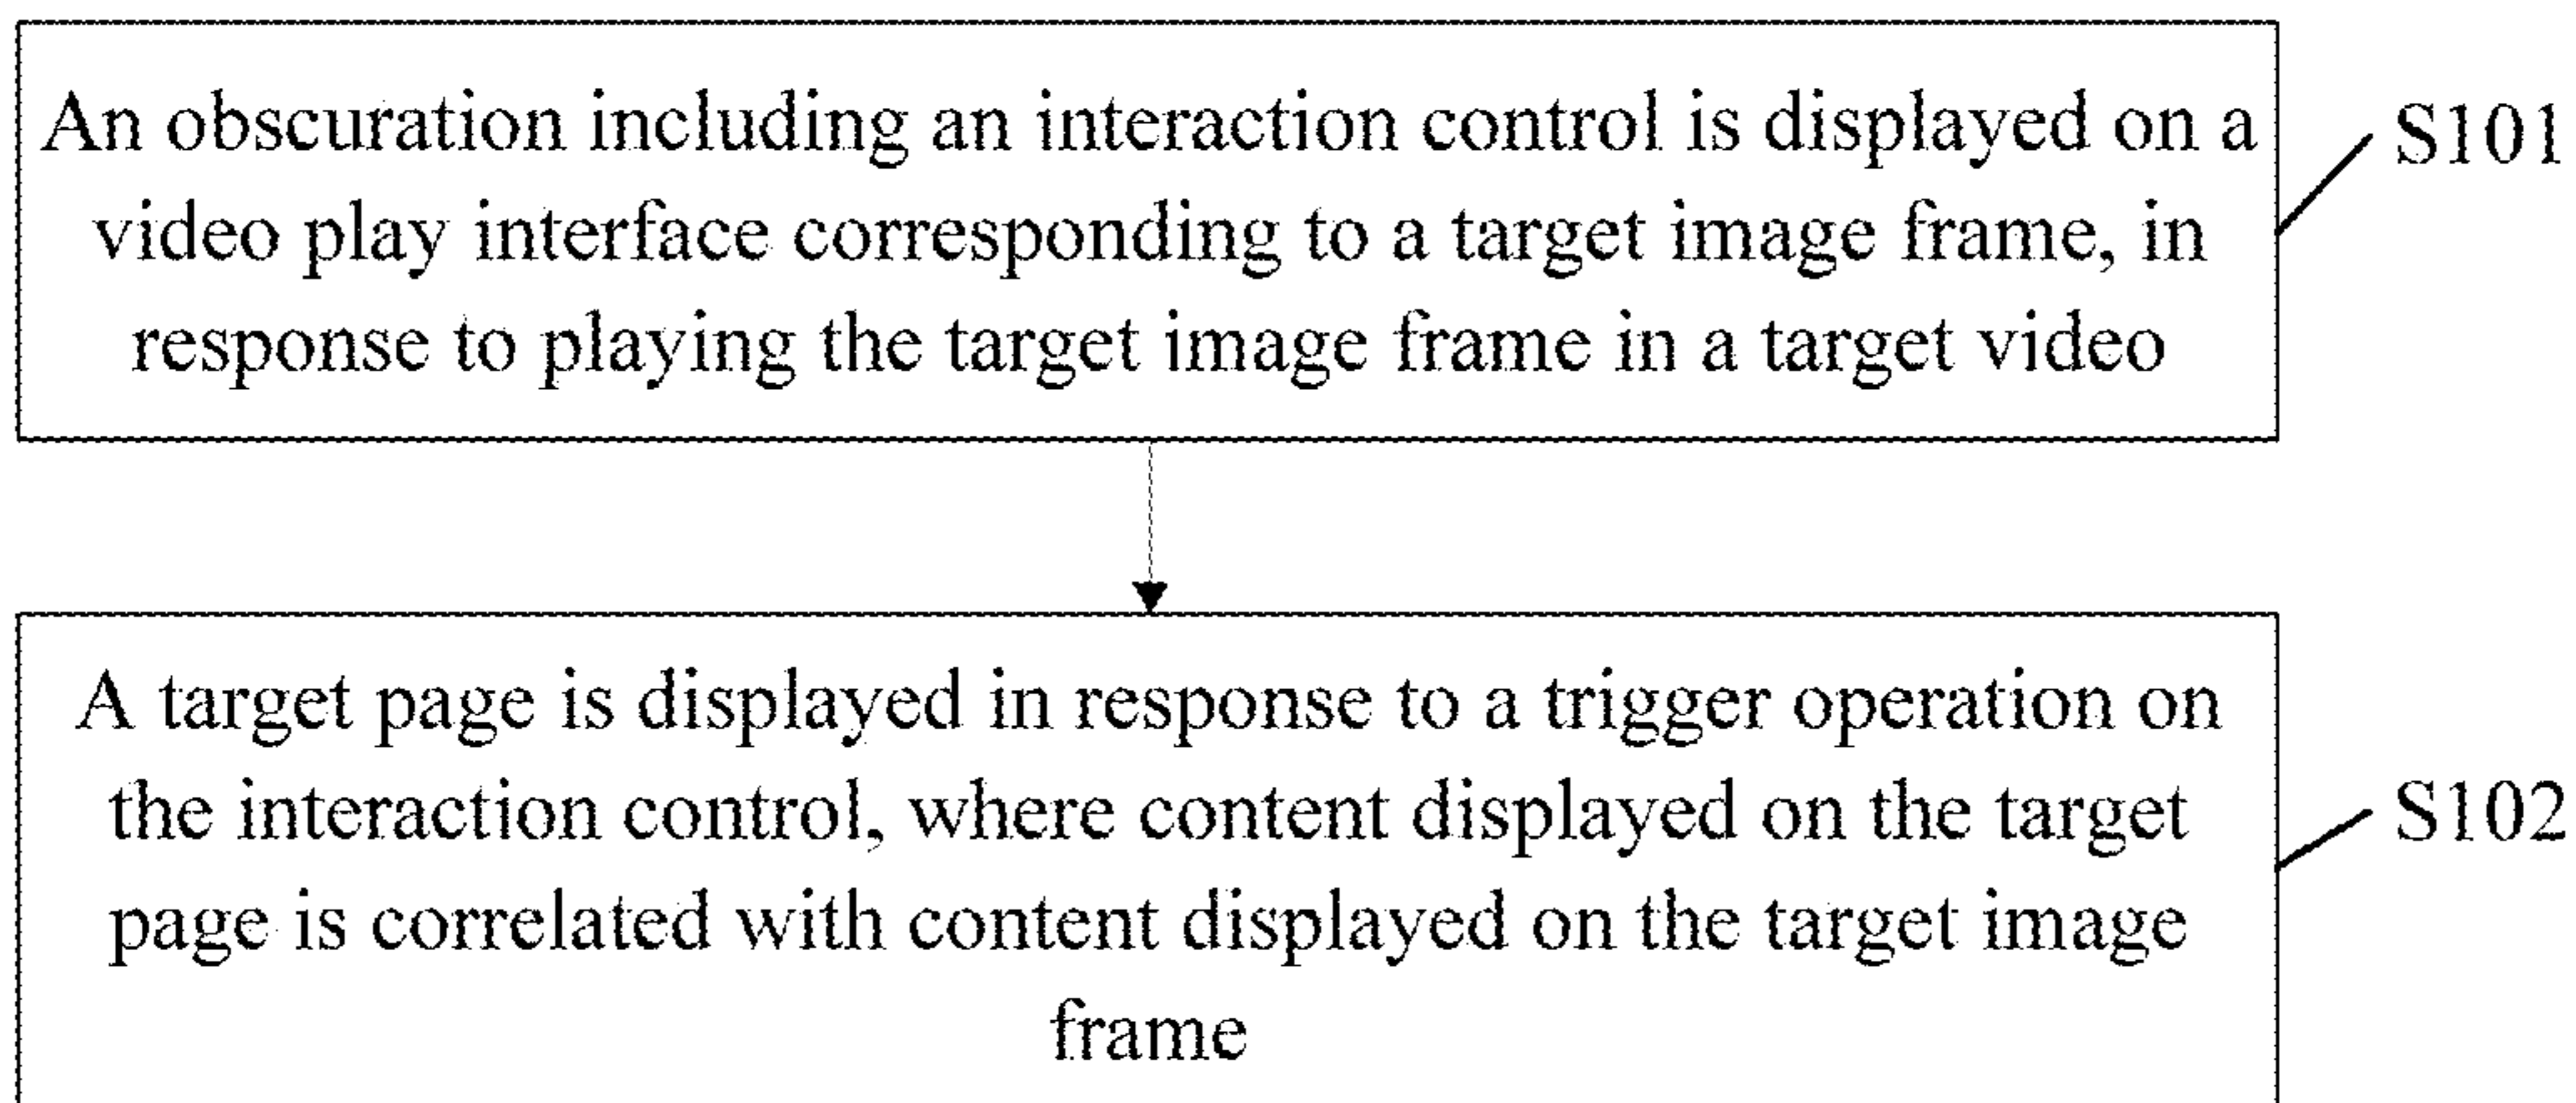 An obscuration including an interaction control is displayed on a
video play interface corresponding to a target image frame, in
response to playing the target image frame in a target video
S101
A target page is displayed in response to a trigger operation on
the interaction control, where content displayed on the target
page is correlated with content displayed on the target image
frame
S102